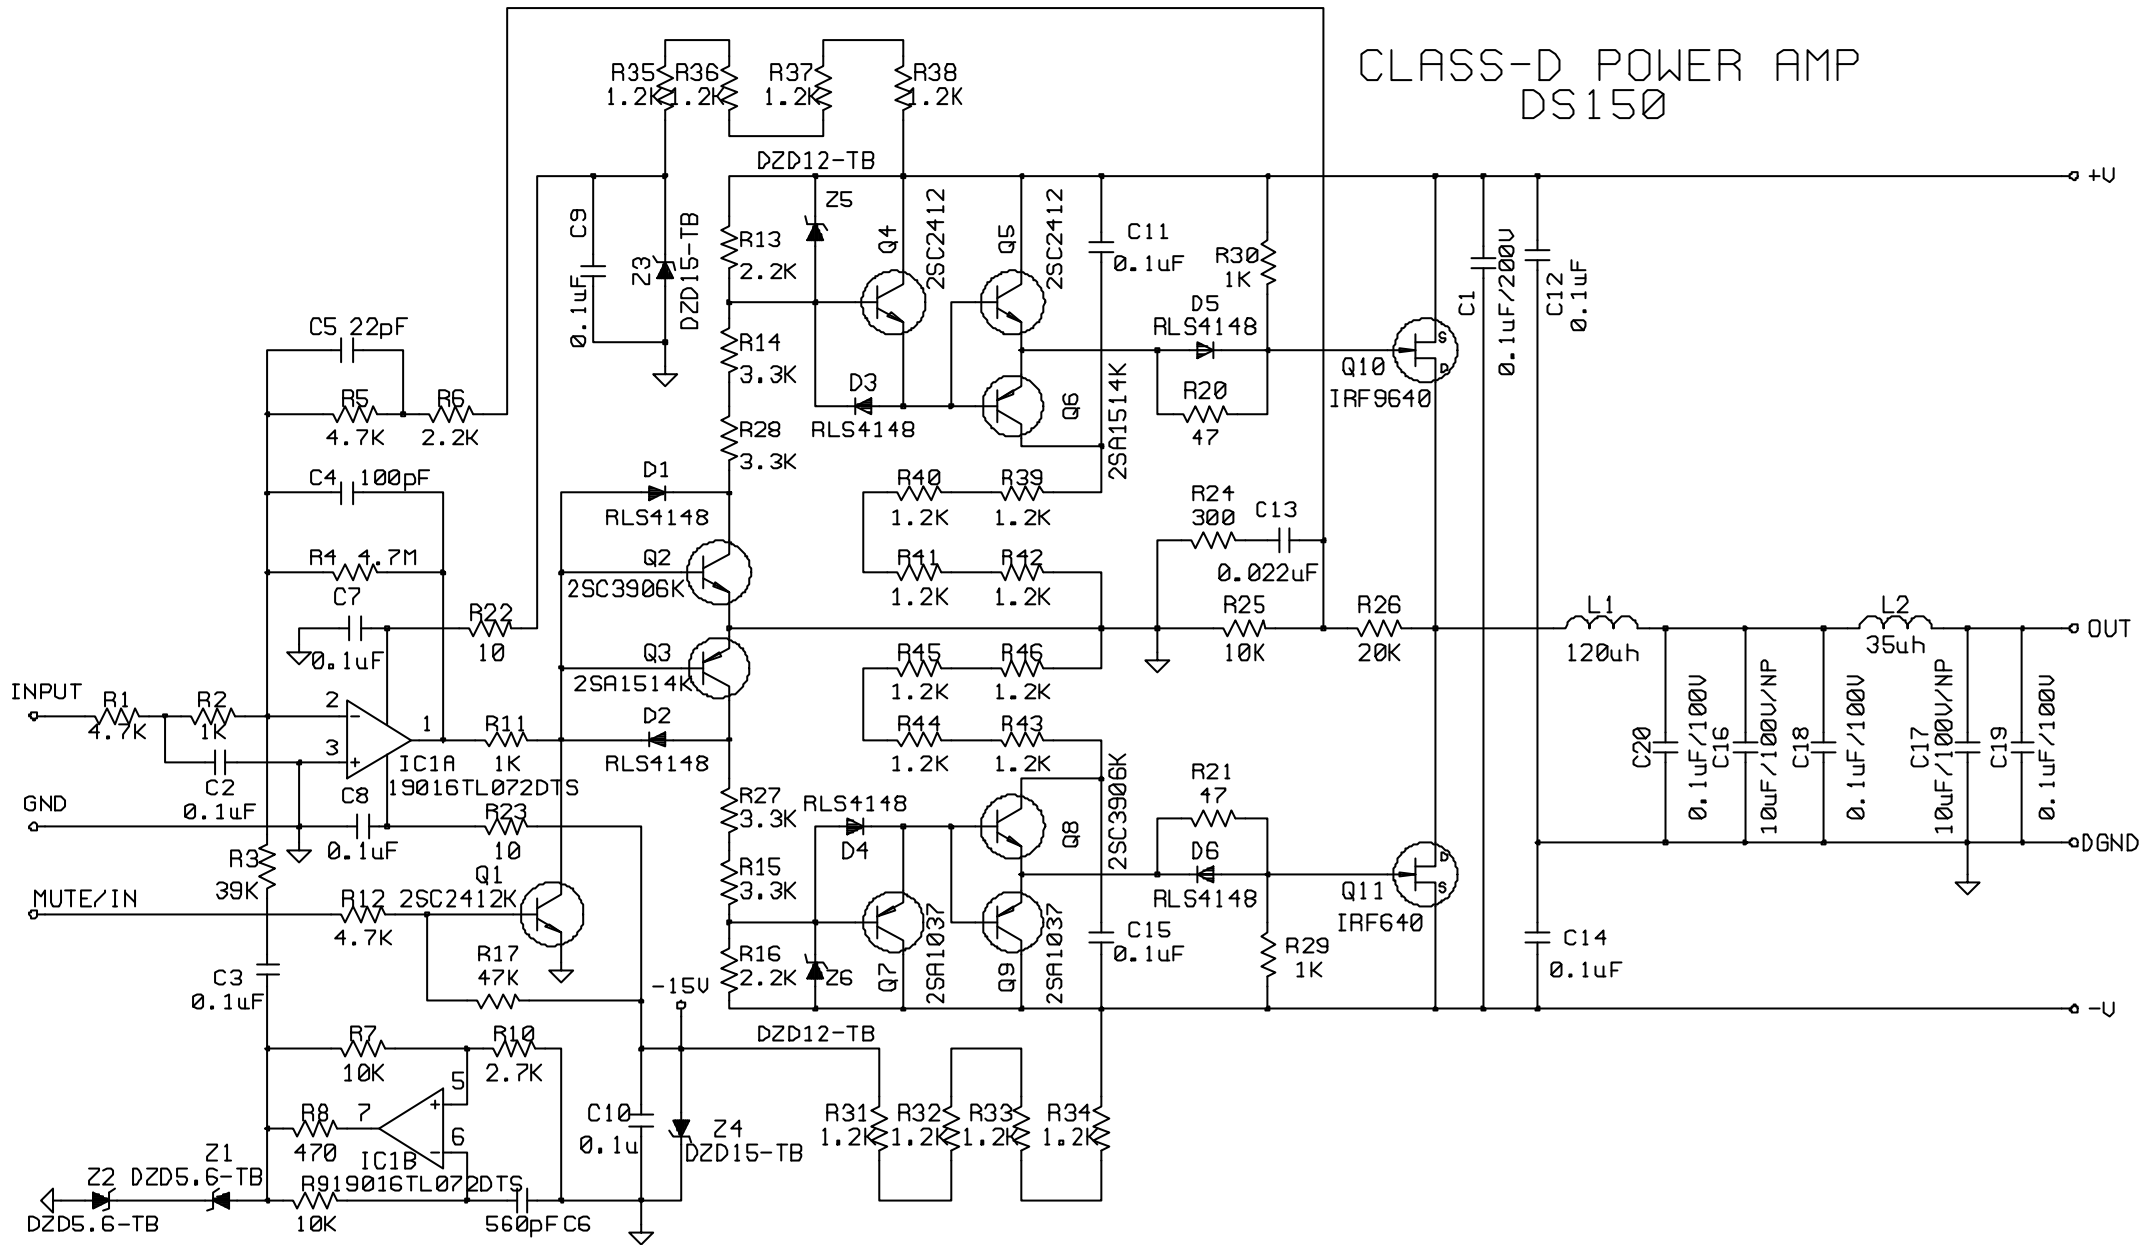 CLASS-D POWER AMP
DS150
R35
1.2K
R36
1.2K
R37
1.2K
R38
1.2K
DZD12-TB
+V
Z5
C9
0.1uF
Z3
DZD15-TB
R13
2.2K
Q4
2SC2412
Q5
2SC2412
C11
0.1uF
R30
1K
C1
0.1uF/200V
C12
0.1uF
D5
RLS4148
C5 22pF
R14
3.3K
S
D
Q10
IRF9640
R5
4.7K
R6
2.2K
D3
RLS4148
Q6
2SA1514K
R20
47
R28
3.3K
C4 100pF
D1
RLS4148
R40
1.2K
R39
1.2K
R24
300
C13
0.022uF
R4 4.7M
Q2
2SC3906K
R41
1.2K
R42
1.2K
C7
0.1uF
R22
10
R25
10K
R26
20K
L1
120uh
L2
35uh
OUT
Q3
2SA1514K
R45
1.2K
R46
1.2K
INPUT
R1
4.7K
R2
1K
2
-
3
+
1
IC1A
19016TL072DTS
R11
1K
D2
RLS4148
R44
1.2K
R43
1.2K
C20
0.1uF/100V
C16
10uF/100V/NP
C18
0.1uF/100V
C17
10uF/100V/NP
C19
0.1uF/100V
C2
0.1uF
GND
C8
0.1uF
R23
10
R27
3.3K
RLS4148
D4
Q8
2SC3906K
R21
47
D6
RLS4148
DGND
R3
39K
Q1
2SC2412K
R15
3.3K
D
S
Q11
IRF640
MUTE/IN
R12
4.7K
R17
47K
R16
2.2K
Z6
Q7
2SA1037
Q9
2SA1037
C15
0.1uF
R29
1K
C14
0.1uF
C3
0.1uF
-15V
-V
DZD12-TB
R7
10K
R10
2.7K
5
+
6
-
7
R8
470
IC1B
19016TL072DTS
C10
0.1u
Z4
DZD15-TB
R31
1.2K
R32
1.2K
R33
1.2K
R34
1.2K
Z2
DZD5.6-TB
Z1
DZD5.6-TB
R9
10K
560pF C6